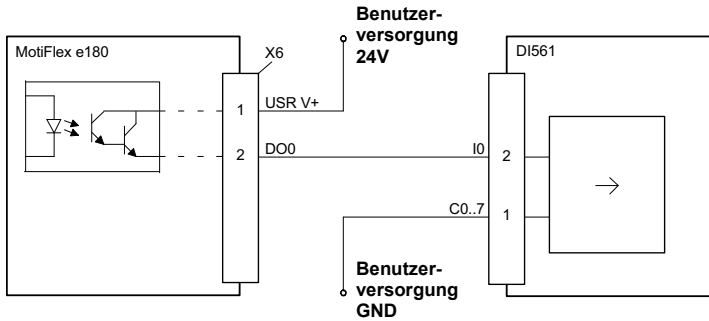 Benutzer-
versorgung
24V
MotiFlex e180
X6
DI561
1
USR V+
2
DO0
I0
2
C0..7
1
Benutzer-
versorgung
GND